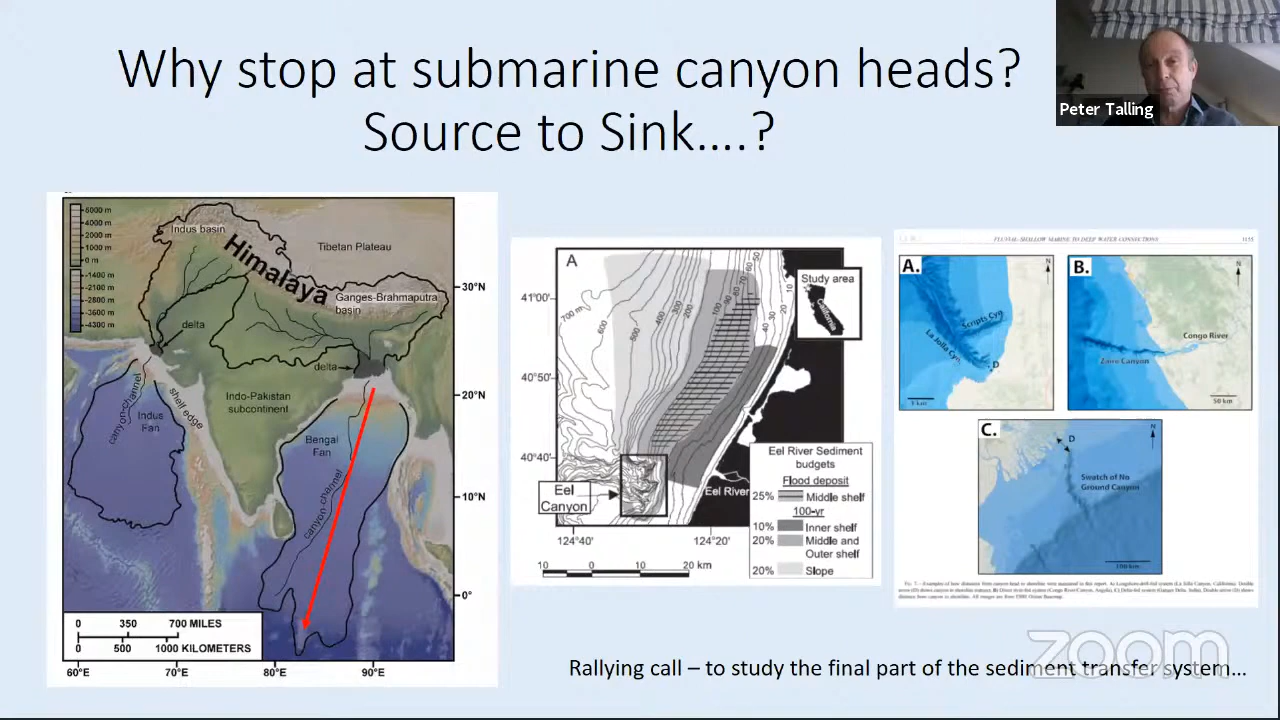 Why stop at submarine canyon heads?
Source to Sink....?
Peter Talling
6000 m
4000 m
2000 m
1000 m
0 m
-1400 m
-2100 m
-2800 m
-3600 m
-4300 m
Indus basin
Himalaya
Tibetan Plateau
Ganges-Brahmaputra
basin
delta
delta
canyon-channel
Indus
Fan
shelf edge
Indo-Pakistan
subcontinent
Bengal
Fan
canyon-channel
30°N
20°N
10°N
0°
0 350 700 MILES
0 500 1000 KILOMETERS
60°E 70°E 80°E 90°E
A
Study area
California
700 m
600
500
300
200
100
90
80
70
60
50
40
30
20
10
41°00'
40°50'
40°40'
Eel
Canyon
Eel River
124°40' 124°20'
10 0 10 20 km
Eel River Sediment
budgets
Flood deposit
25% Middle shelf
100-yr
10% Inner shelf
20% Middle and
Outer shelf
20% Slope
FLUVIAL-SHALLOW MARINE TO DEEP WATER CONNECTIONS 1155
A.
N
Scripps Cyn
La Jolla Cyn.
D
B.
N
Congo River
Zaire Canyon
50 km
C.
D
N
Swatch of No
Ground Canyon
100 km
Rallying call – to study the final part of the sediment transfer system...
zoom